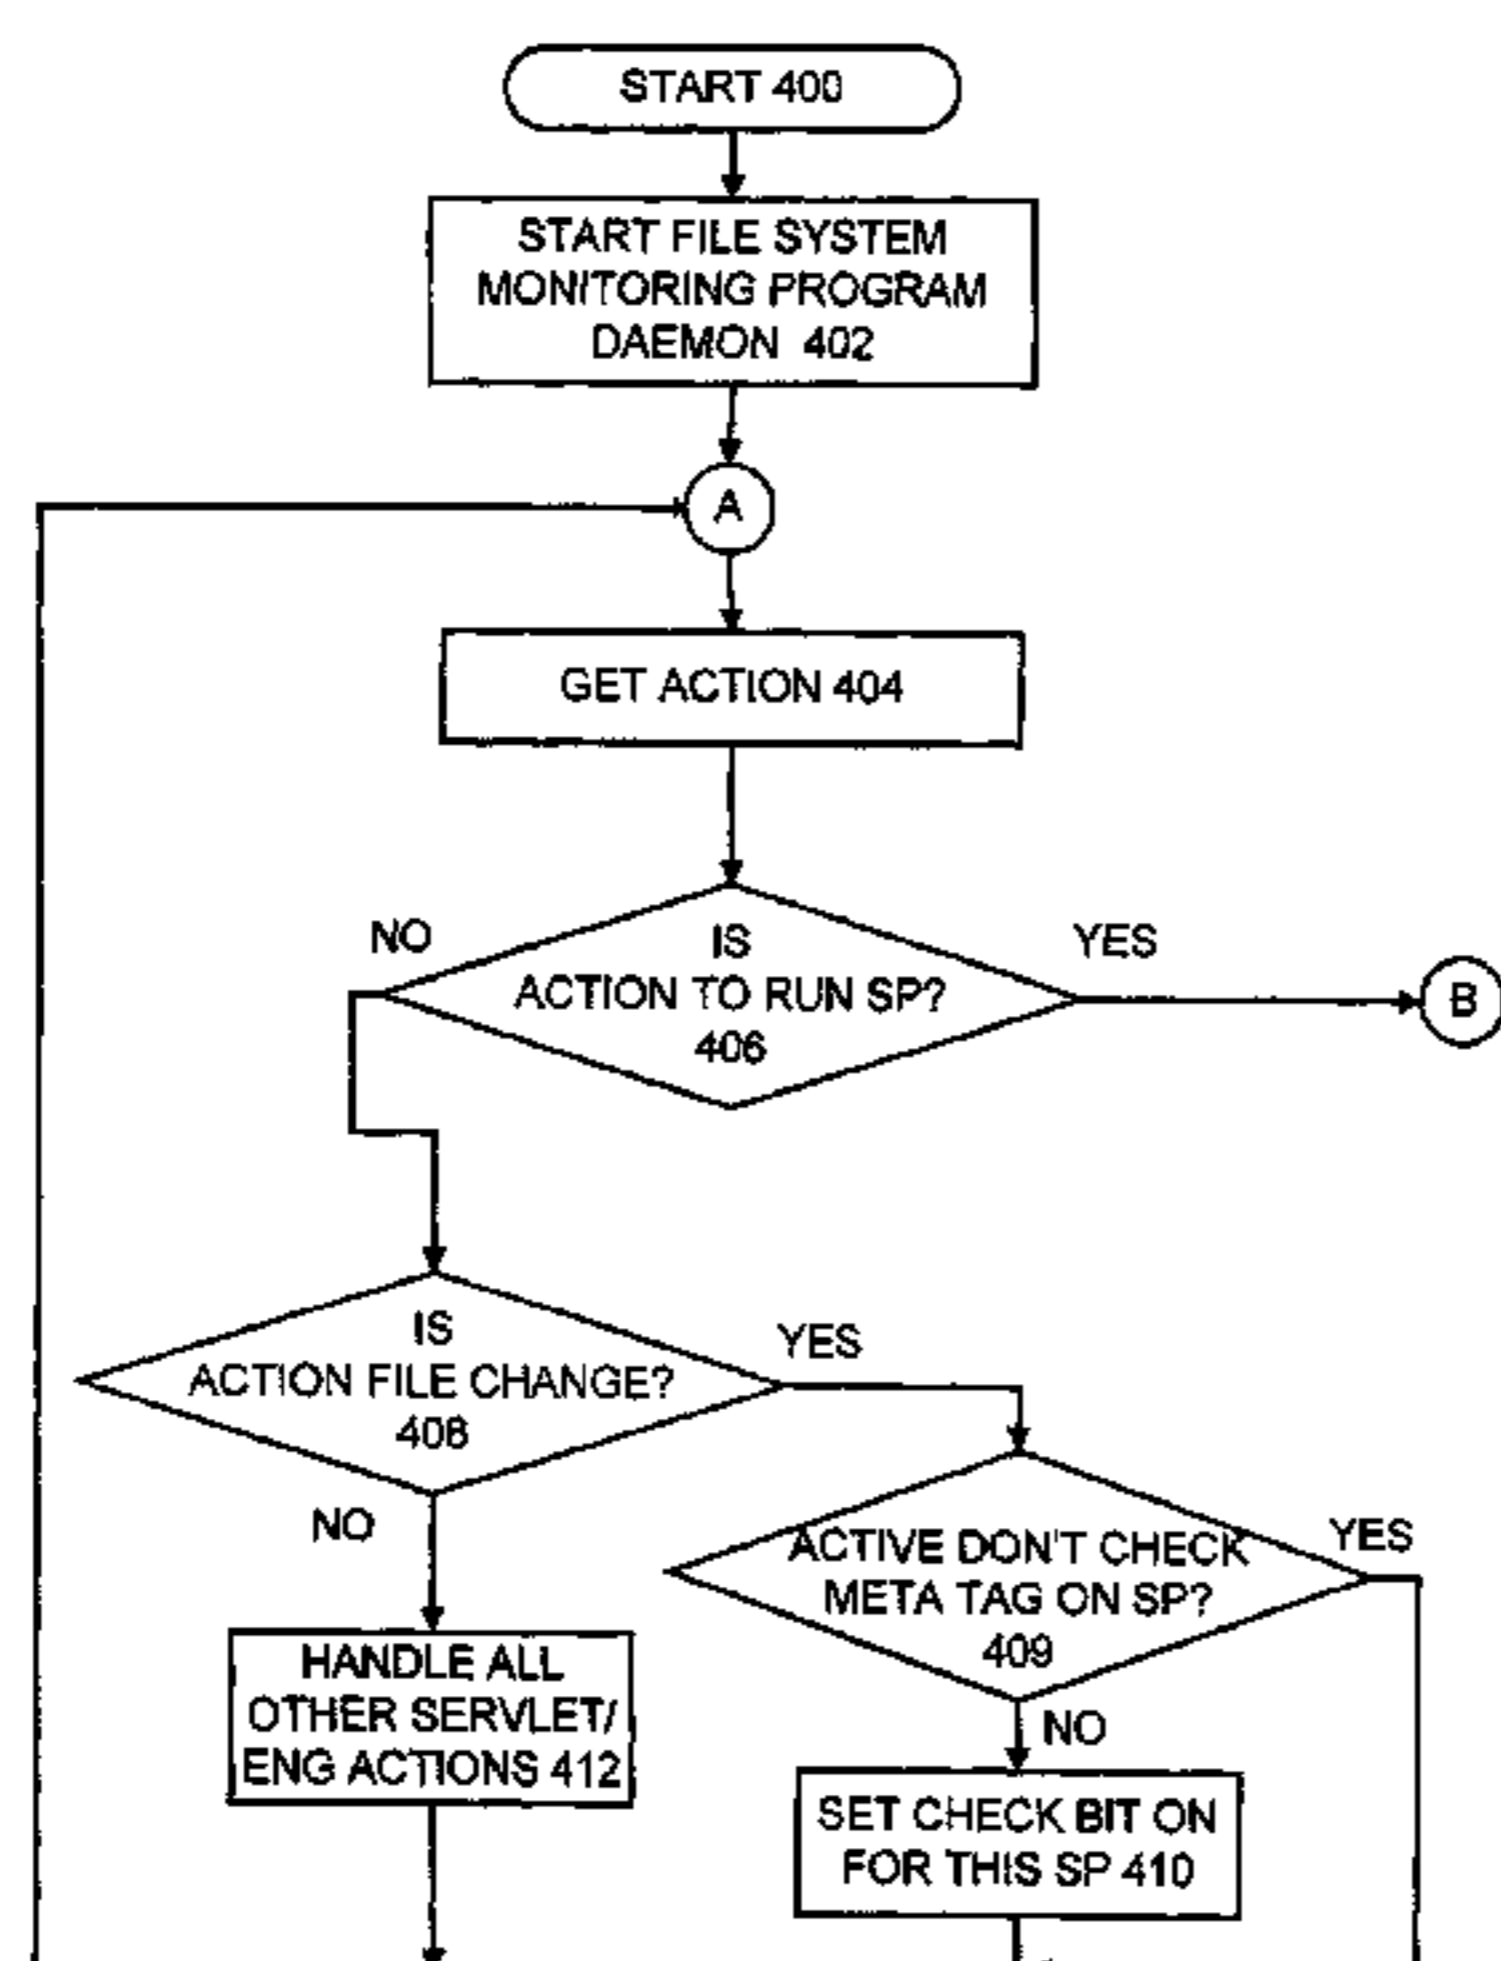 START 400
START FILE SYSTEM
MONITORING PROGRAM
DAEMON 402
A
GET ACTION 404
NO
YES
IS
ACTION TO RUN SP?
406
B
IS
ACTION FILE CHANGE?
408
YES
NO
ACTIVE DON'T CHECK
META TAG ON SP?
409
YES
NO
HANDLE ALL
OTHER SERVLET/
ENG ACTIONS 412
SET CHECK BIT ON
FOR THIS SP 410